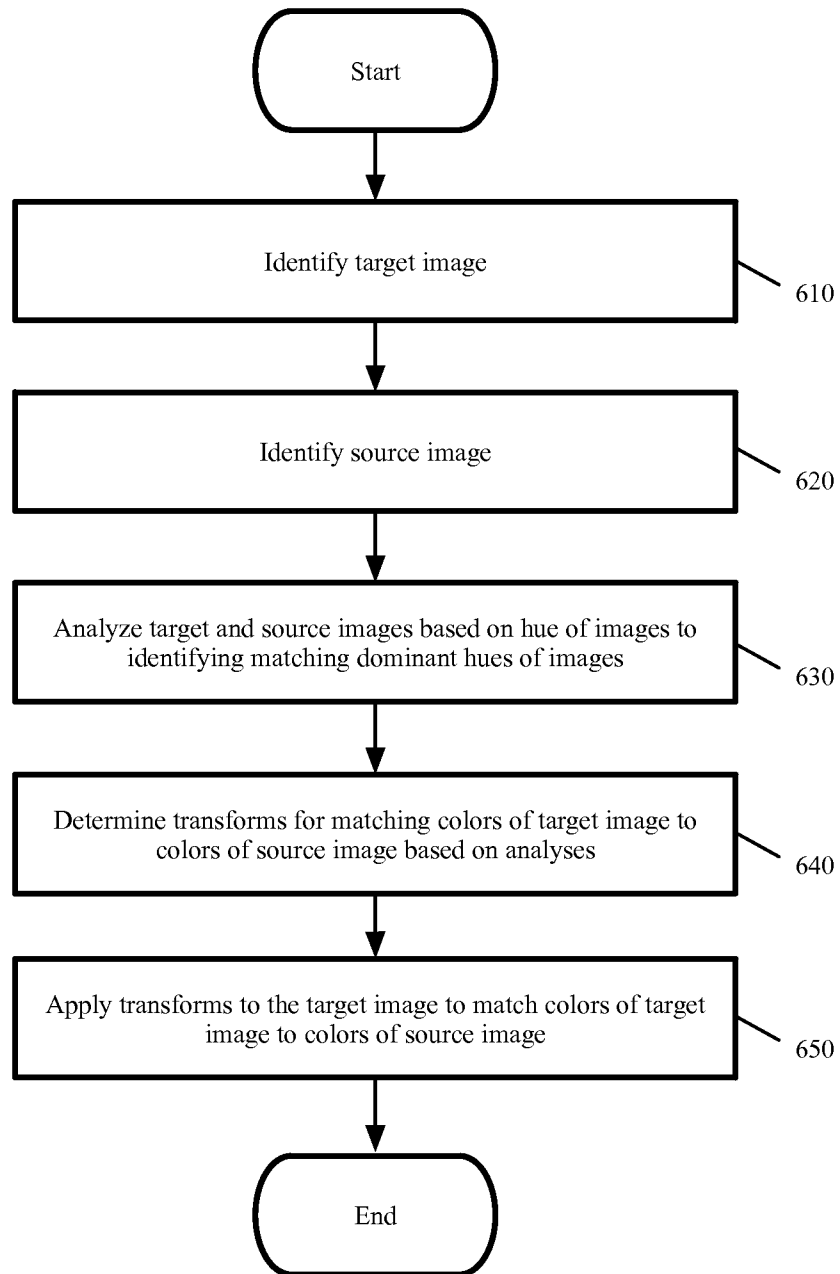 Start
Identify target image
610
Identify source image
620
Analyze target and source images based on hue of images to
identifying matching dominant hues of images
630
Determine transforms for matching colors of target image to
colors of source image based on analyses
640
Apply transforms to the target image to match colors of target
image to colors of source image
650
End